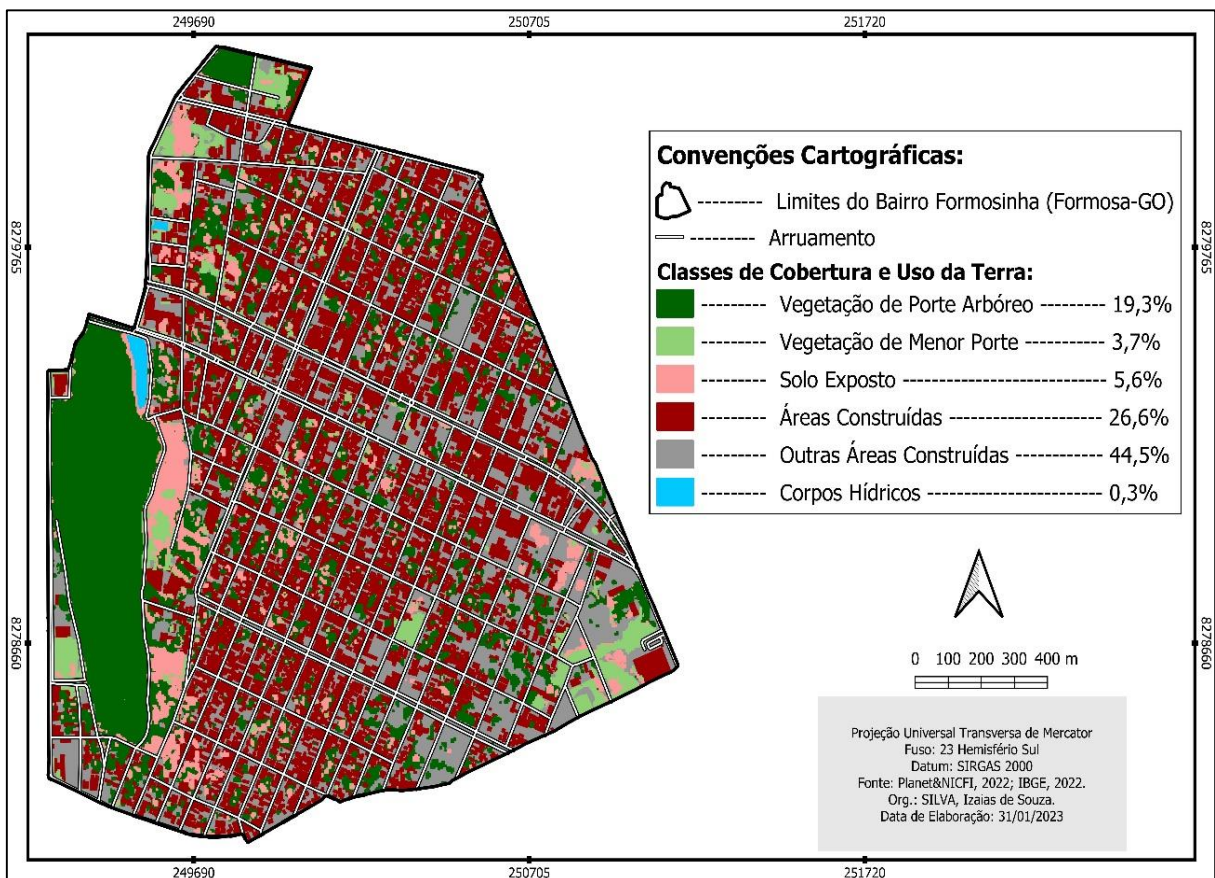 249690 250705 251720
8279765 8279765
Convenções Cartográficas:
Limites do Bairro Formosinha (Formosa-GO)
Arruamento
Classes de Cobertura e Uso da Terra:
Vegetação de Porte Arbóreo 19,3%
Vegetação de Menor Porte 3,7%
Solo Exposto 5,6%
Áreas Construídas 26,6%
Outras Áreas Construídas 44,5%
Corpos Hídricos 0,3%
8278660 8278660
0 100 200 300 400 m
Projeção Universal Transversa de Mercator
Fuso: 23 Hemisfério Sul
Datum: SIRGAS 2000
Fonte: Planet&NICFI, 2022; IBGE, 2022.
Org.: SILVA, Izaias de Souza.
Data de Elaboração: 31/01/2023
249690 250705 251720